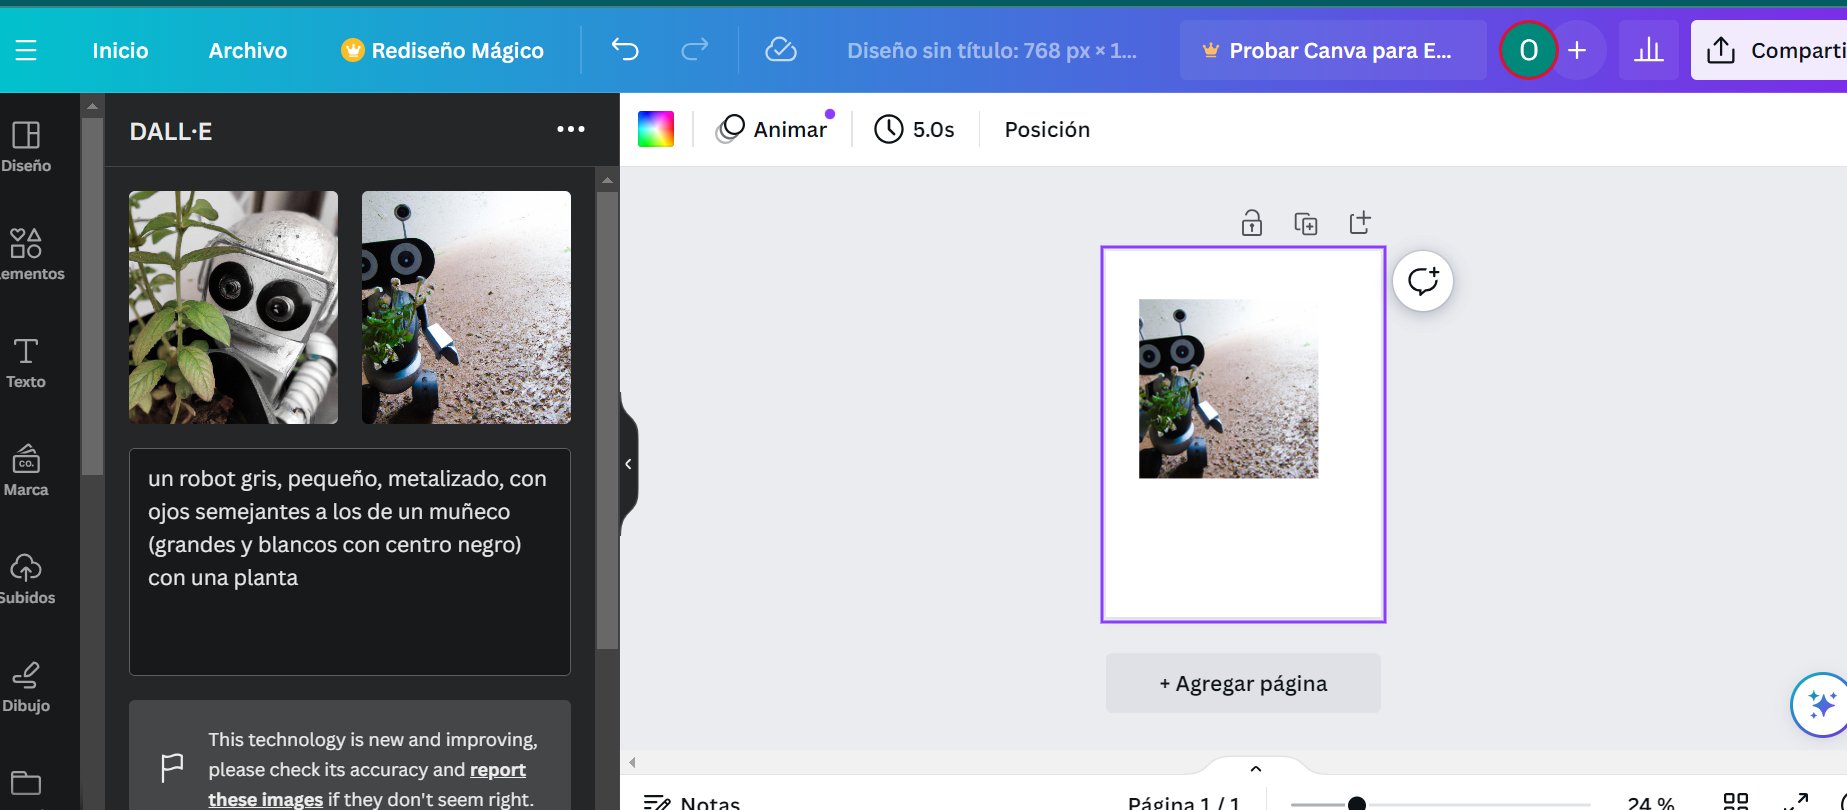 Inicio
Archivo
Rediseño Mágico
Diseño sin título: 768 px × 1...
Probar Canva para E...
O
Comparti
Diseño
DALL·E
Animar
5.0s
Posición
lementos
Texto
CO.
Marca
Subidos
Dibujo
un robot gris, pequeño, metalizado, con
ojos semejantes a los de un muñeco
(grandes y blancos con centro negro)
con una planta
This technology is new and improving,
please check its accuracy and report
these images if they don't seem right.
+ Agregar página
Notas
Página 1 / 1
24 %